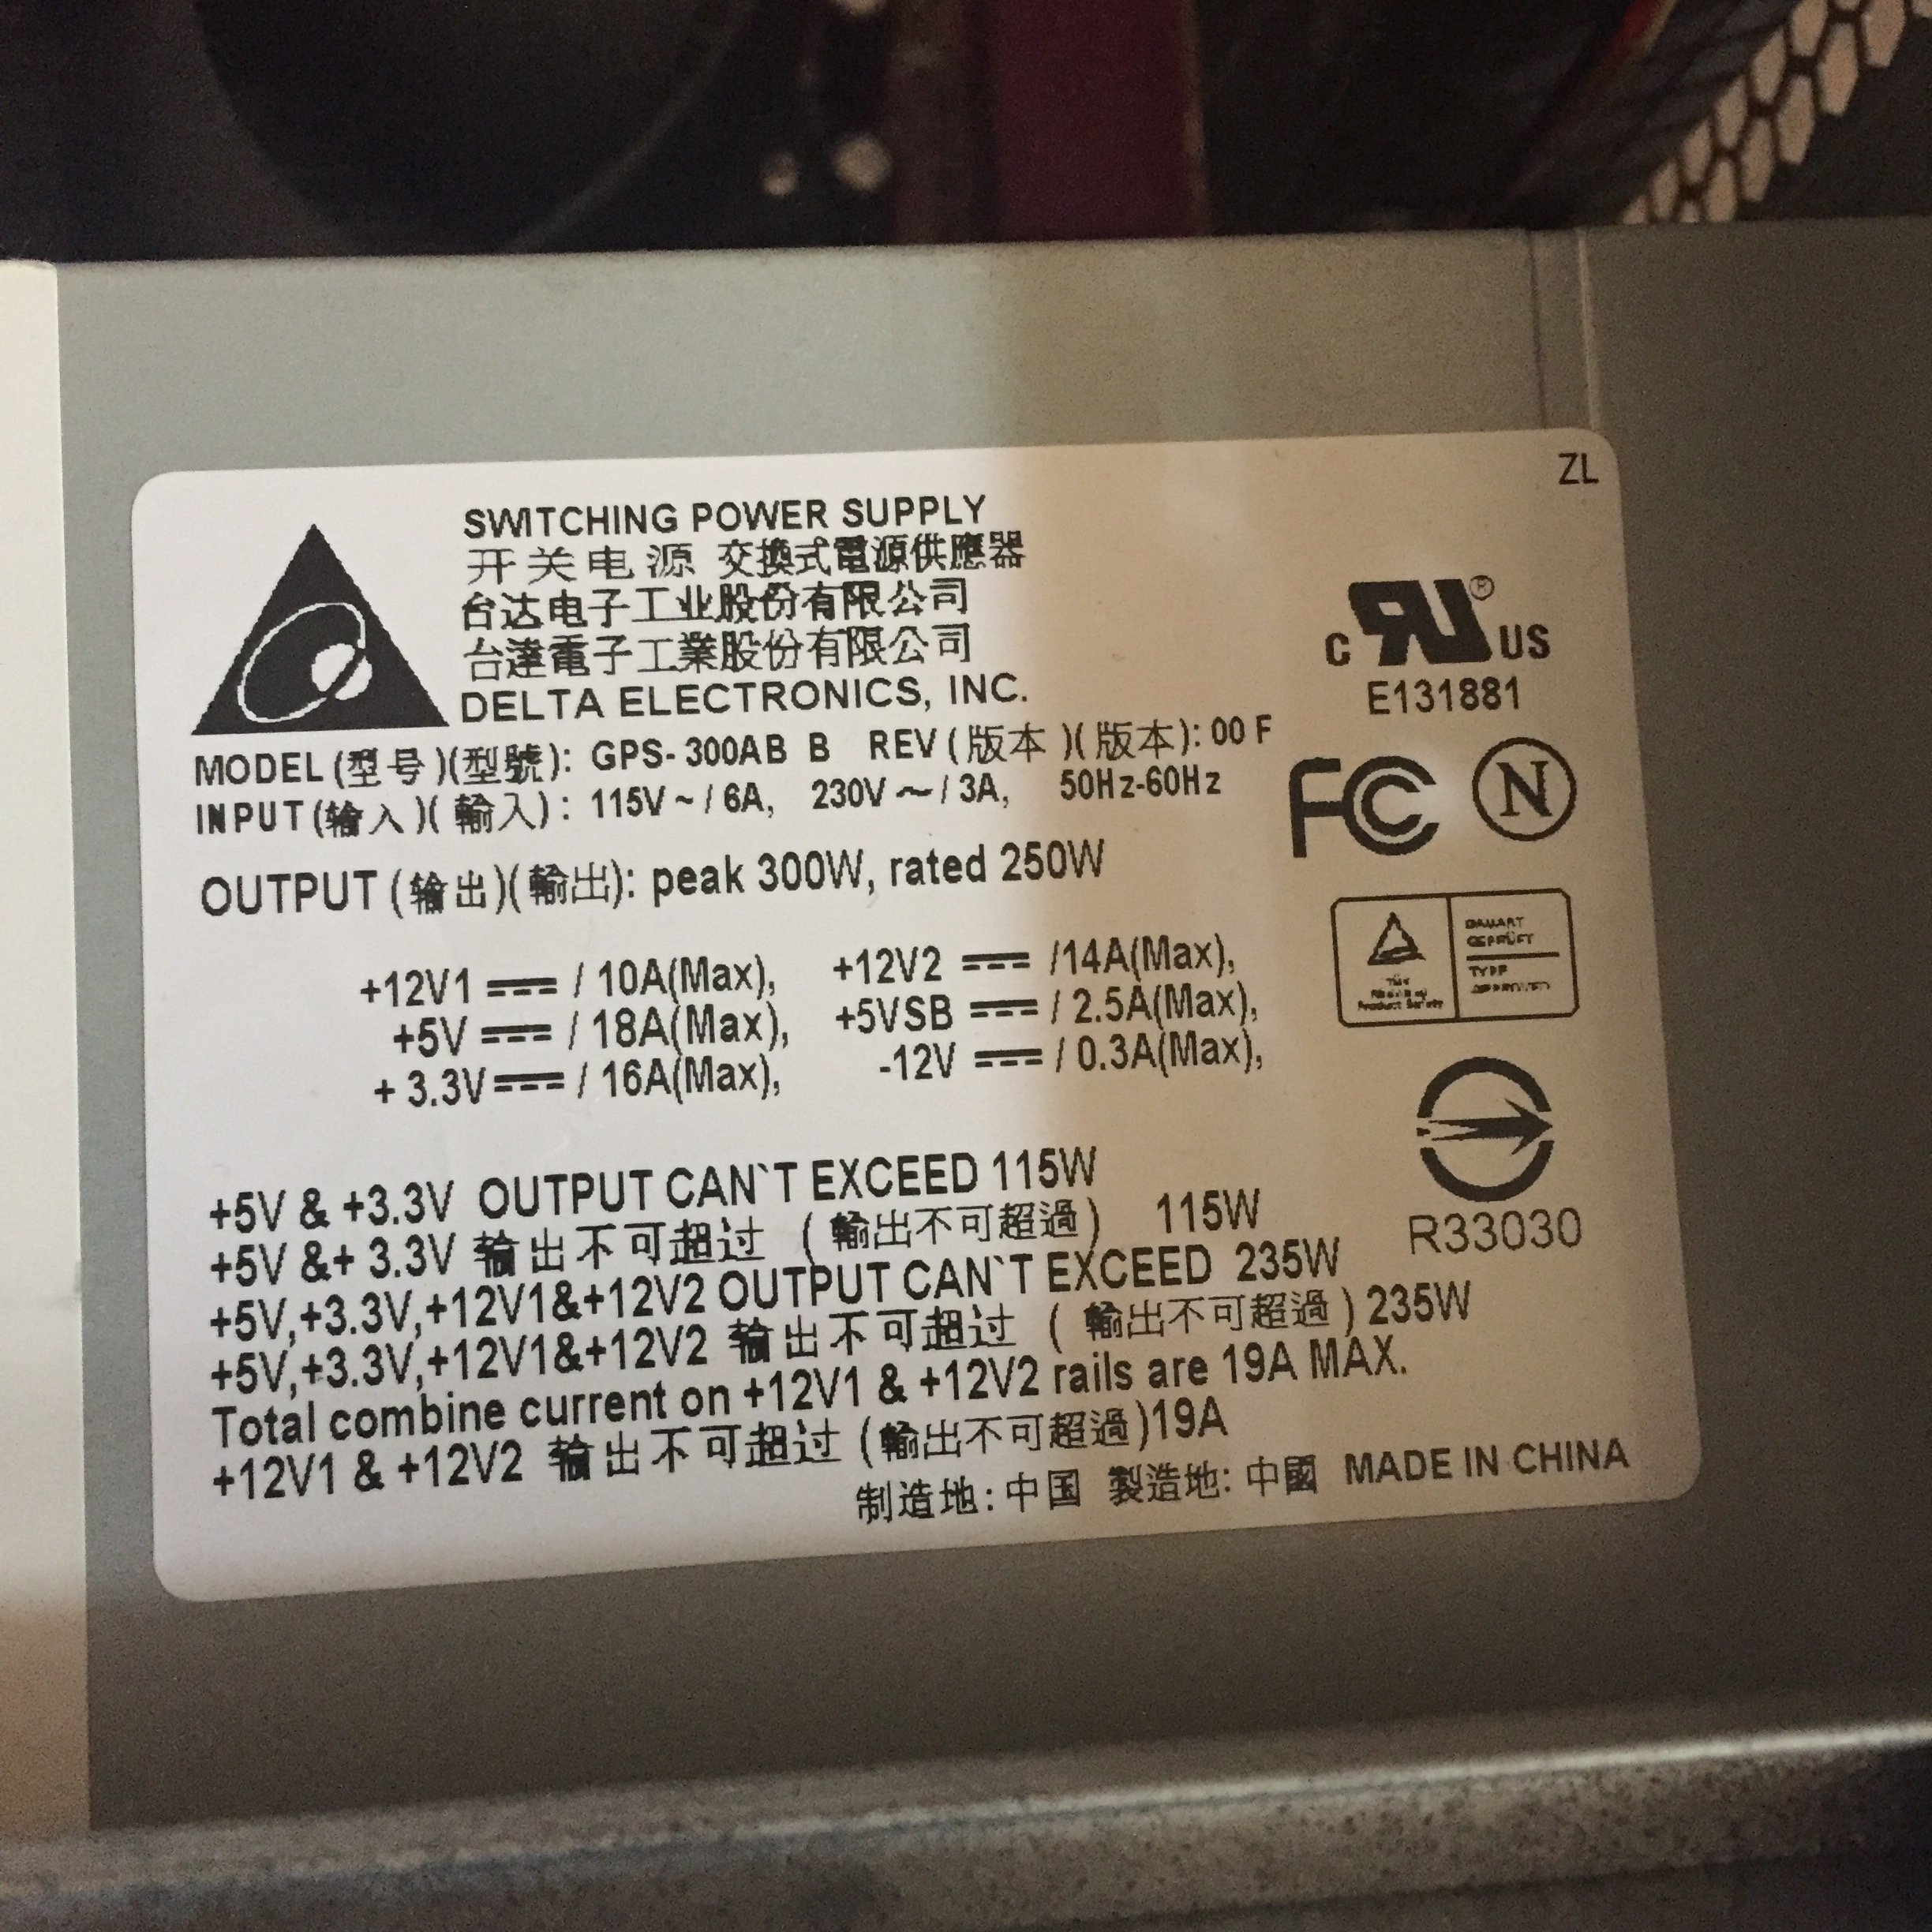 ZL
SWITCHING POWER SUPPLY
开关电源 交換式電源供應器
台达电子工业股份有限公司
台達電子工業股份有限公司
DELTA ELECTRONICS, INC.
MODEL (型号)(型號): GPS-300AB B REV (版本)(版本): 00 F
INPUT (输入)(輸入): 115V ~ / 6A, 230V ~ / 3A, 50Hz-60Hz
OUTPUT (输出)(輸出): peak 300W, rated 250W
+12V1 ⎓ / 10A(Max), +12V2 ⎓ /14A(Max),
+5V ⎓ / 18A(Max), +5VSB ⎓ / 2.5A(Max),
+ 3.3V ⎓ / 16A(Max), -12V ⎓ / 0.3A(Max),
+5V & +3.3V OUTPUT CAN`T EXCEED 115W
+5V &+ 3.3V 输出不可超过 (輸出不可超過) 115W
+5V,+3.3V,+12V1&+12V2 OUTPUT CAN`T EXCEED 235W
+5V,+3.3V,+12V1&+12V2 输出不可超过 (輸出不可超過) 235W
Total combine current on +12V1 & +12V2 rails are 19A MAX.
+12V1 & +12V2 输出不可超过 (輸出不可超過)19A
制造地: 中国 製造地: 中國 MADE IN CHINA
C RU® US
E131881
FC N
BAUART
GEPRÜFT
TYPE
APPROVED
R33030